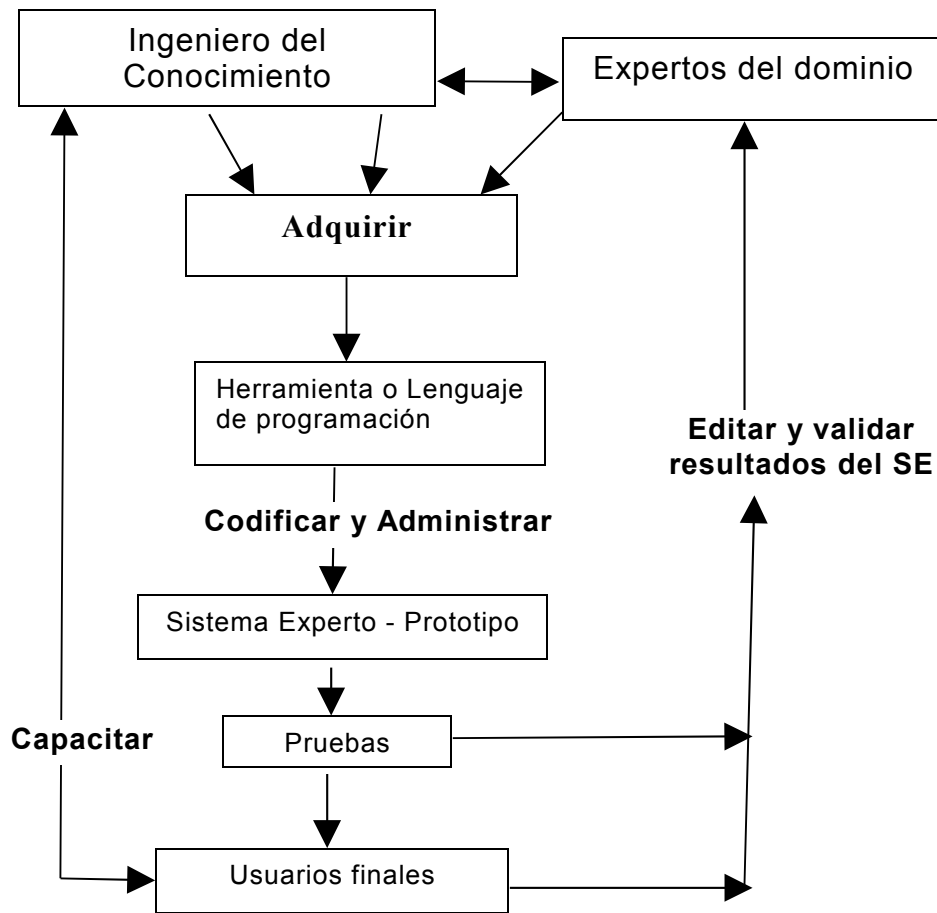 Ingeniero del
Conocimiento
Expertos del dominio
Adquirir
Herramienta o Lenguaje
de programación
Editar y validar
resultados del SE
Codificar y Administrar
Sistema Experto - Prototipo
Capacitar
Pruebas
Usuarios finales